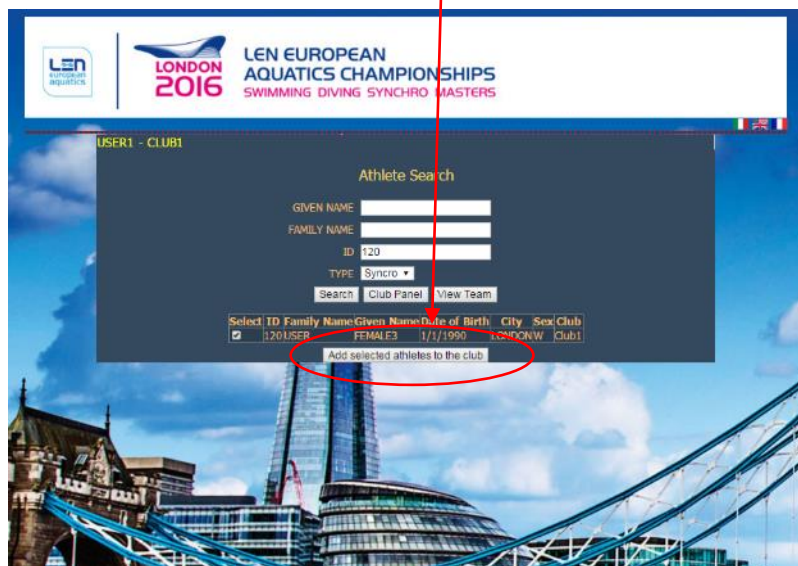 LEN
european
aquatics
LONDON
2016
LEN EUROPEAN
AQUATICS CHAMPIONSHIPS
SWIMMING DIVING SYNCHRO MASTERS
USER1 - CLUB1
Athlete Search
GIVEN NAME
FAMILY NAME
ID 120
TYPE Syncro
Search Club Panel View Team
Select ID Family Name Given Name Date of Birth City Sex Club
120 USER FEMALE3 1/1/1990 LONDON W Club1
Add selected athletes to the club